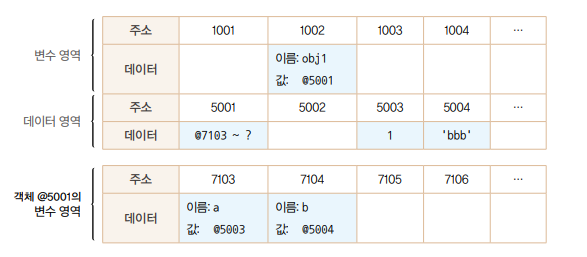 변수 영역
주소 1001 1002 1003 1004 ···
데이터 이름: obj1
값: @5001
데이터 영역
주소 5001 5002 5003 5004 ···
데이터 @7103 ~ ? 1 'bbb'
객체 @5001의
변수 영역
주소 7103 7104 7105 7106 ···
데이터 이름: a 이름: b
값: @5003 값: @5004